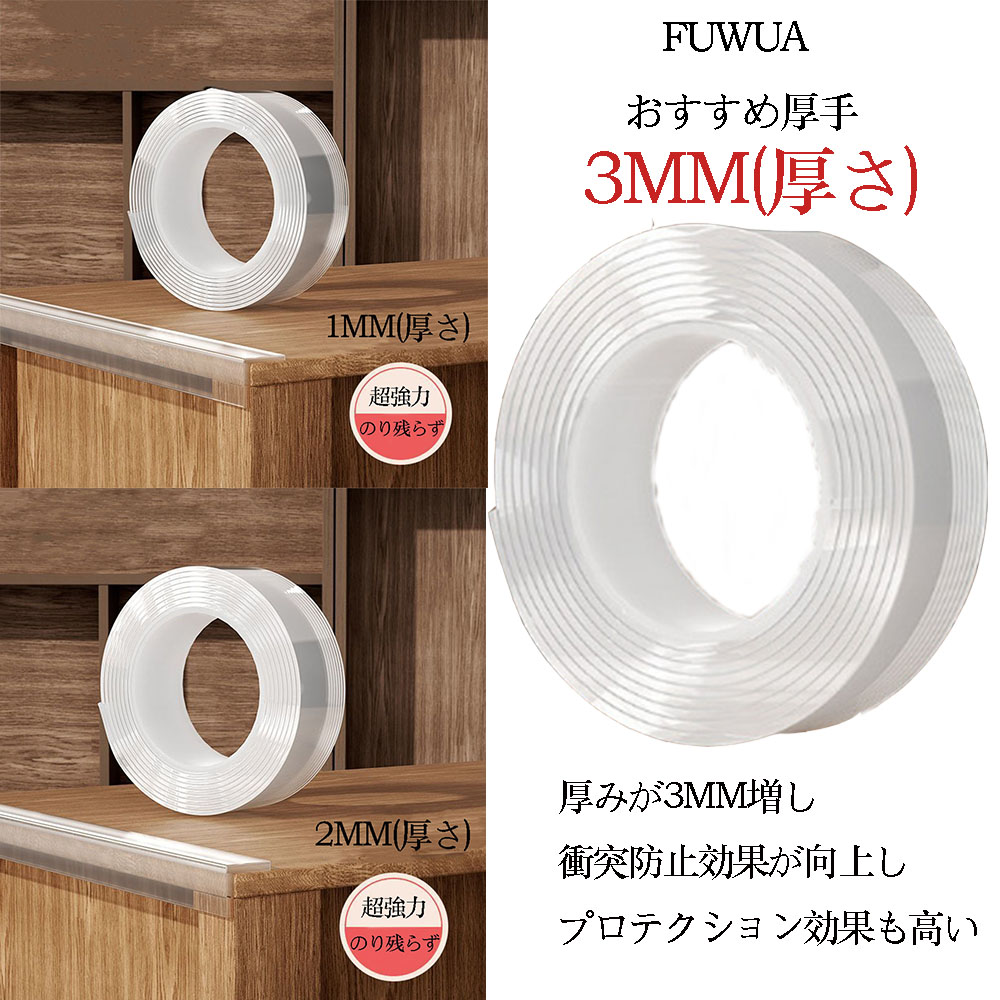 1MM(厚さ)
超強力
のり残らず
2MM(厚さ)
超強力
のり残らず
FUWUA
おすすめ厚手
3MM(厚さ)
厚みが3MM増し
衝突防止効果が向上し
プロテクション効果も高い